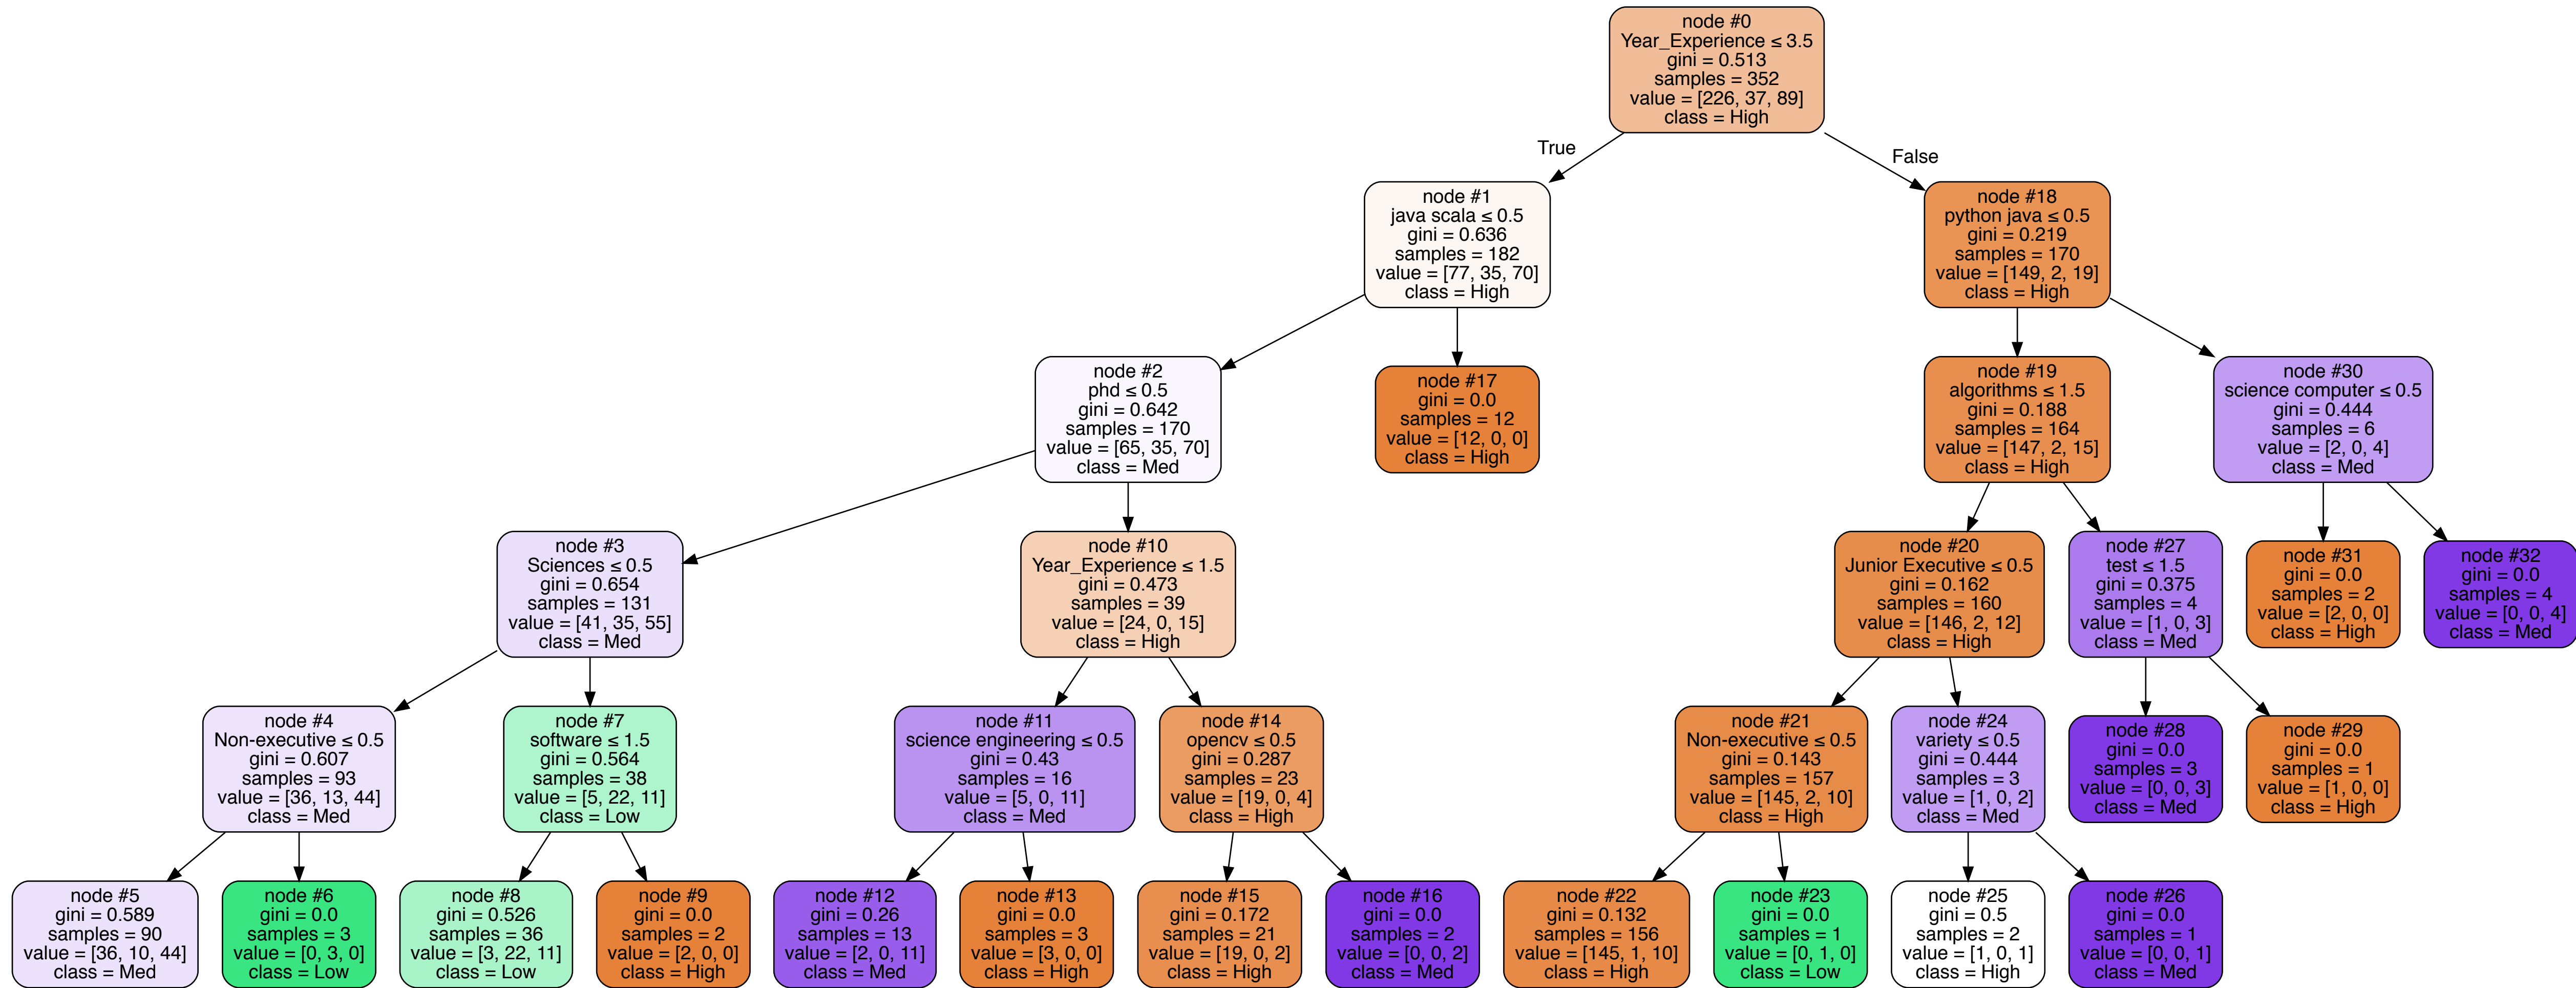 node #0
Year_Experience ≤ 3.5
gini = 0.513
samples = 352
value = [226, 37, 89]
class = High
True
False
node #1
java scala ≤ 0.5
gini = 0.636
samples = 182
value = [77, 35, 70]
class = High
node #18
python java ≤ 0.5
gini = 0.219
samples = 170
value = [149, 2, 19]
class = High
node #2
phd ≤ 0.5
gini = 0.642
samples = 170
value = [65, 35, 70]
class = Med
node #17
gini = 0.0
samples = 12
value = [12, 0, 0]
class = High
node #19
algorithms ≤ 1.5
gini = 0.188
samples = 164
value = [147, 2, 15]
class = High
node #30
science computer ≤ 0.5
gini = 0.444
samples = 6
value = [2, 0, 4]
class = Med
node #3
Sciences ≤ 0.5
gini = 0.654
samples = 131
value = [41, 35, 55]
class = Med
node #10
Year_Experience ≤ 1.5
gini = 0.473
samples = 39
value = [24, 0, 15]
class = High
node #20
Junior Executive ≤ 0.5
gini = 0.162
samples = 160
value = [146, 2, 12]
class = High
node #27
test ≤ 1.5
gini = 0.375
samples = 4
value = [1, 0, 3]
class = Med
node #31
gini = 0.0
samples = 2
value = [2, 0, 0]
class = High
node #32
gini = 0.0
samples = 4
value = [0, 0, 4]
class = Med
node #4
Non-executive ≤ 0.5
gini = 0.607
samples = 93
value = [36, 13, 44]
class = Med
node #7
software ≤ 1.5
gini = 0.564
samples = 38
value = [5, 22, 11]
class = Low
node #11
science engineering ≤ 0.5
gini = 0.43
samples = 16
value = [5, 0, 11]
class = Med
node #14
opencv ≤ 0.5
gini = 0.287
samples = 23
value = [19, 0, 4]
class = High
node #21
Non-executive ≤ 0.5
gini = 0.143
samples = 157
value = [145, 2, 10]
class = High
node #24
variety ≤ 0.5
gini = 0.444
samples = 3
value = [1, 0, 2]
class = Med
node #28
gini = 0.0
samples = 3
value = [0, 0, 3]
class = Med
node #29
gini = 0.0
samples = 1
value = [1, 0, 0]
class = High
node #5
gini = 0.589
samples = 90
value = [36, 10, 44]
class = Med
node #6
gini = 0.0
samples = 3
value = [0, 3, 0]
class = Low
node #8
gini = 0.526
samples = 36
value = [3, 22, 11]
class = Low
node #9
gini = 0.0
samples = 2
value = [2, 0, 0]
class = High
node #12
gini = 0.26
samples = 13
value = [2, 0, 11]
class = Med
node #13
gini = 0.0
samples = 3
value = [3, 0, 0]
class = High
node #15
gini = 0.172
samples = 21
value = [19, 0, 2]
class = High
node #16
gini = 0.0
samples = 2
value = [0, 0, 2]
class = Med
node #22
gini = 0.132
samples = 156
value = [145, 1, 10]
class = High
node #23
gini = 0.0
samples = 1
value = [0, 1, 0]
class = Low
node #25
gini = 0.5
samples = 2
value = [1, 0, 1]
class = High
node #26
gini = 0.0
samples = 1
value = [0, 0, 1]
class = Med